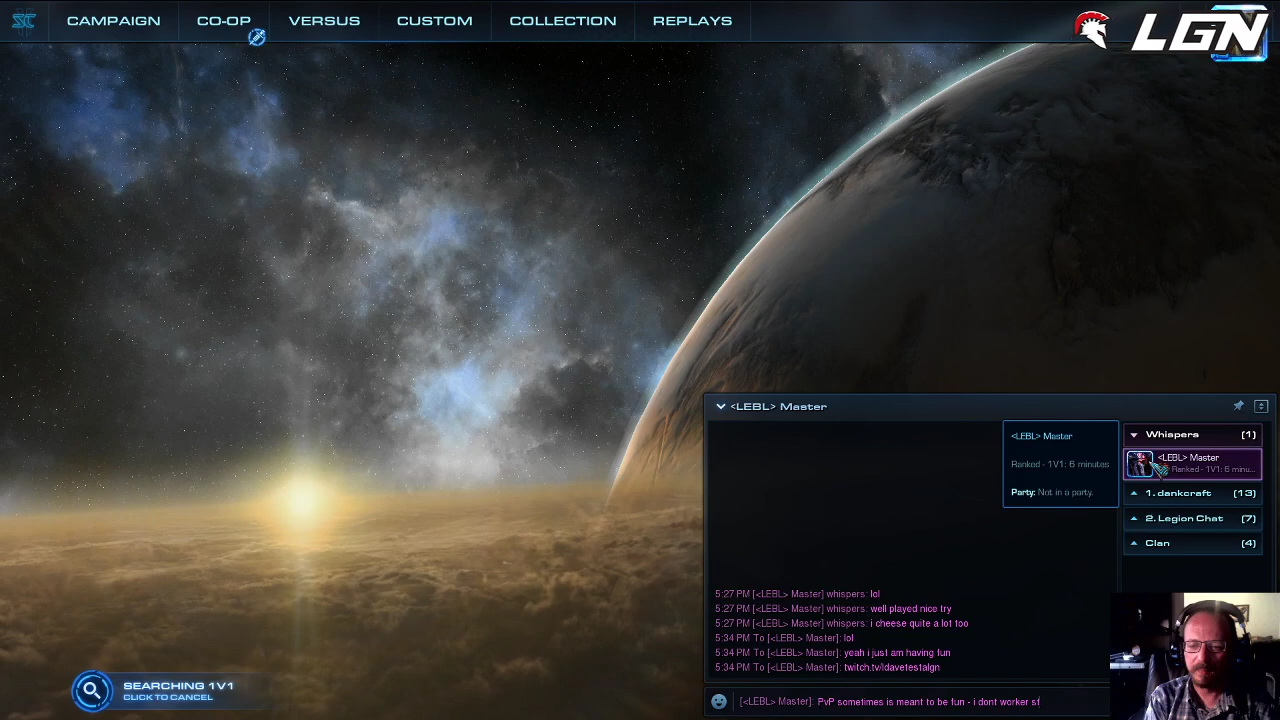 CAMPAIGN CO-OP VERSUS CUSTOM COLLECTION REPLAYS
LGN
<LEBL> Master
<LEBL> Master
Ranked - 1V1: 6 minutes
Party: Not in a party.
Whispers (1)
<LEBL> Master
Ranked - 1V1: 6 minu...
1. dankcraft (13)
2. Legion Chat (7)
Clan (4)
5:27 PM [<LEBL> Master] whispers: lol
5:27 PM [<LEBL> Master] whispers: well played nice try
5:27 PM [<LEBL> Master] whispers: i cheese quite a lot too
5:34 PM To [<LEBL> Master]: lol
5:34 PM To [<LEBL> Master]: yeah i just am having fun
5:34 PM To [<LEBL> Master]: twitch.tv/ldavetestalgn
[<LEBL> Master]: PvP sometimes is meant to be fun - i dont worker sf
SEARCHING 1V1
CLICK TO CANCEL